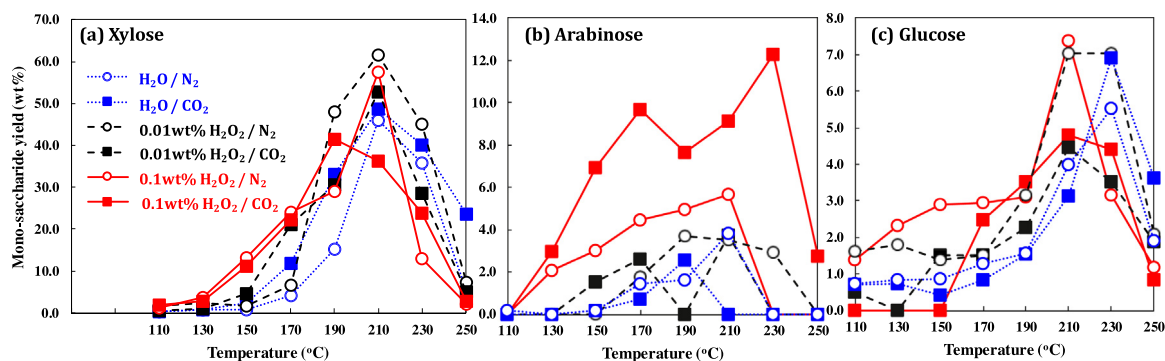 Mono-saccharide yield (wt%)
70.0
60.0
50.0
40.0
30.0
20.0
10.0
0.0
(a) Xylose
H₂O / N₂
H₂O / CO₂
0.01wt% H₂O₂ / N₂
0.01wt% H₂O₂ / CO₂
0.1wt% H₂O₂ / N₂
0.1wt% H₂O₂ / CO₂
110 130 150 170 190 210 230 250
Temperature (°C)
14.0
12.0
10.0
8.0
6.0
4.0
2.0
0.0
(b) Arabinose
110 130 150 170 190 210 230 250
Temperature (°C)
8.0
7.0
6.0
5.0
4.0
3.0
2.0
1.0
0.0
(c) Glucose
110 130 150 170 190 210 230 250
Temperature (°C)